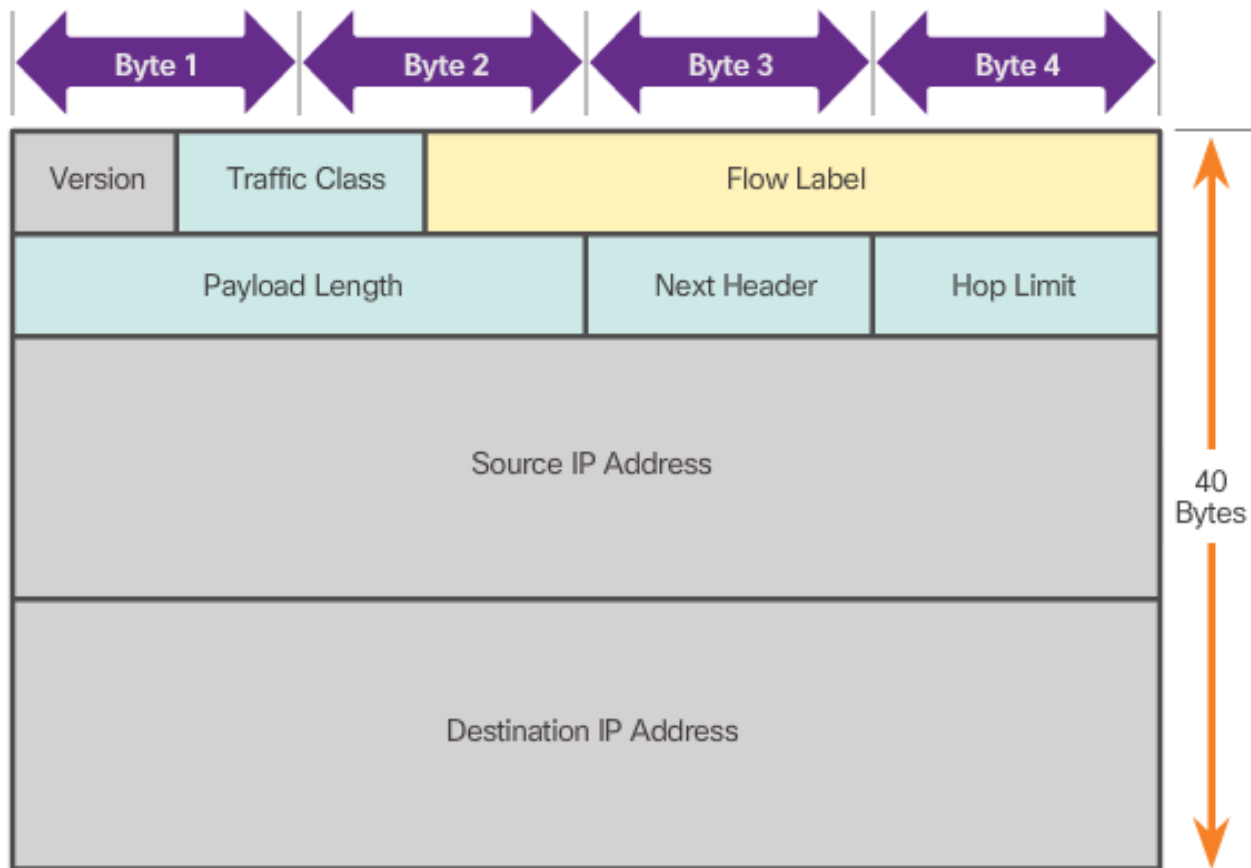 Byte 1 Byte 2 Byte 3 Byte 4
Version Traffic Class Flow Label
Payload Length Next Header Hop Limit
Source IP Address
40
Bytes
Destination IP Address